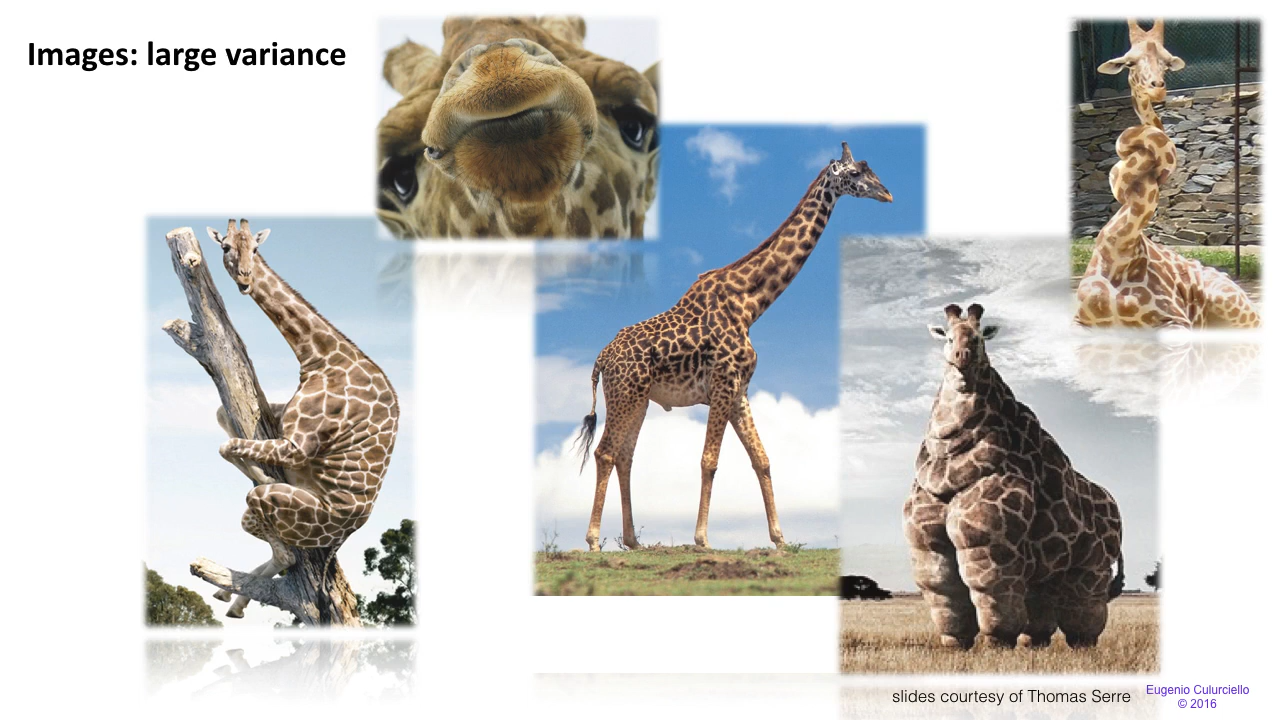 Images: large variance
slides courtesy of Thomas Serre
Eugenio Culurciello
© 2016